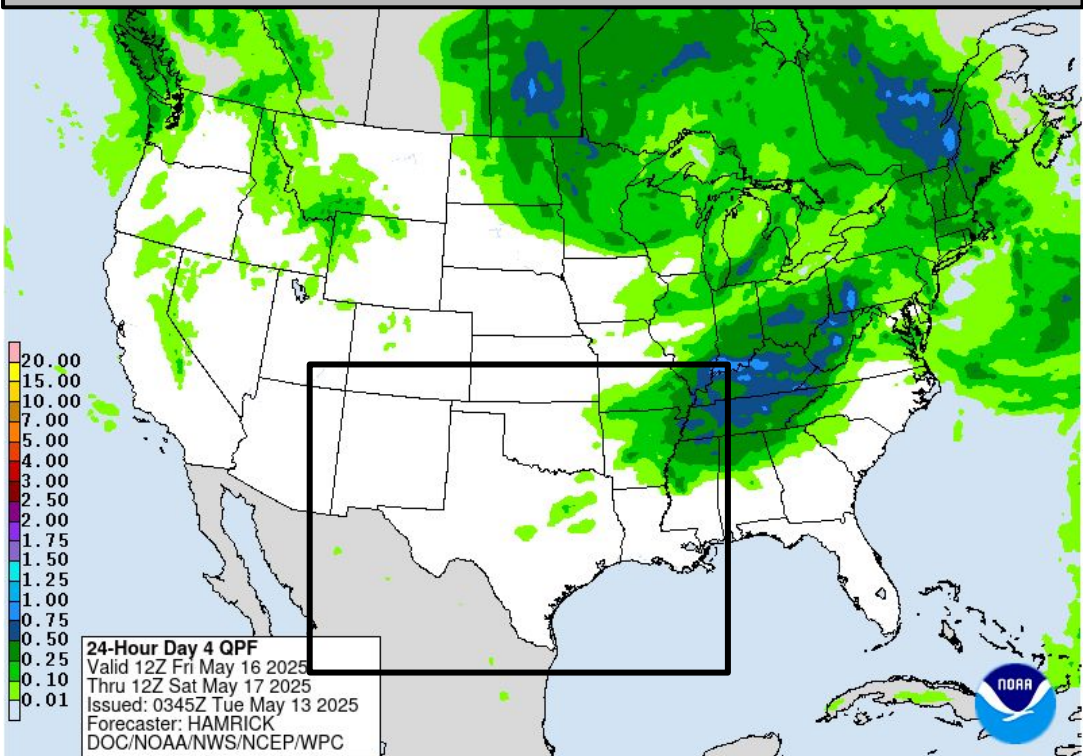 20.00
15.00
10.00
7.00
5.00
4.00
3.00
2.50
2.00
1.75
1.50
1.25
1.00
0.75
0.50
0.25
0.10
0.01
24-Hour Day 4 QPF
Valid 12Z Fri May 16 2025
Thru 12Z Sat May 17 2025
Issued: 0345Z Tue May 13 2025
Forecaster: HAMRICK
DOC/NOAA/NWS/NCEP/WPC
NOAA